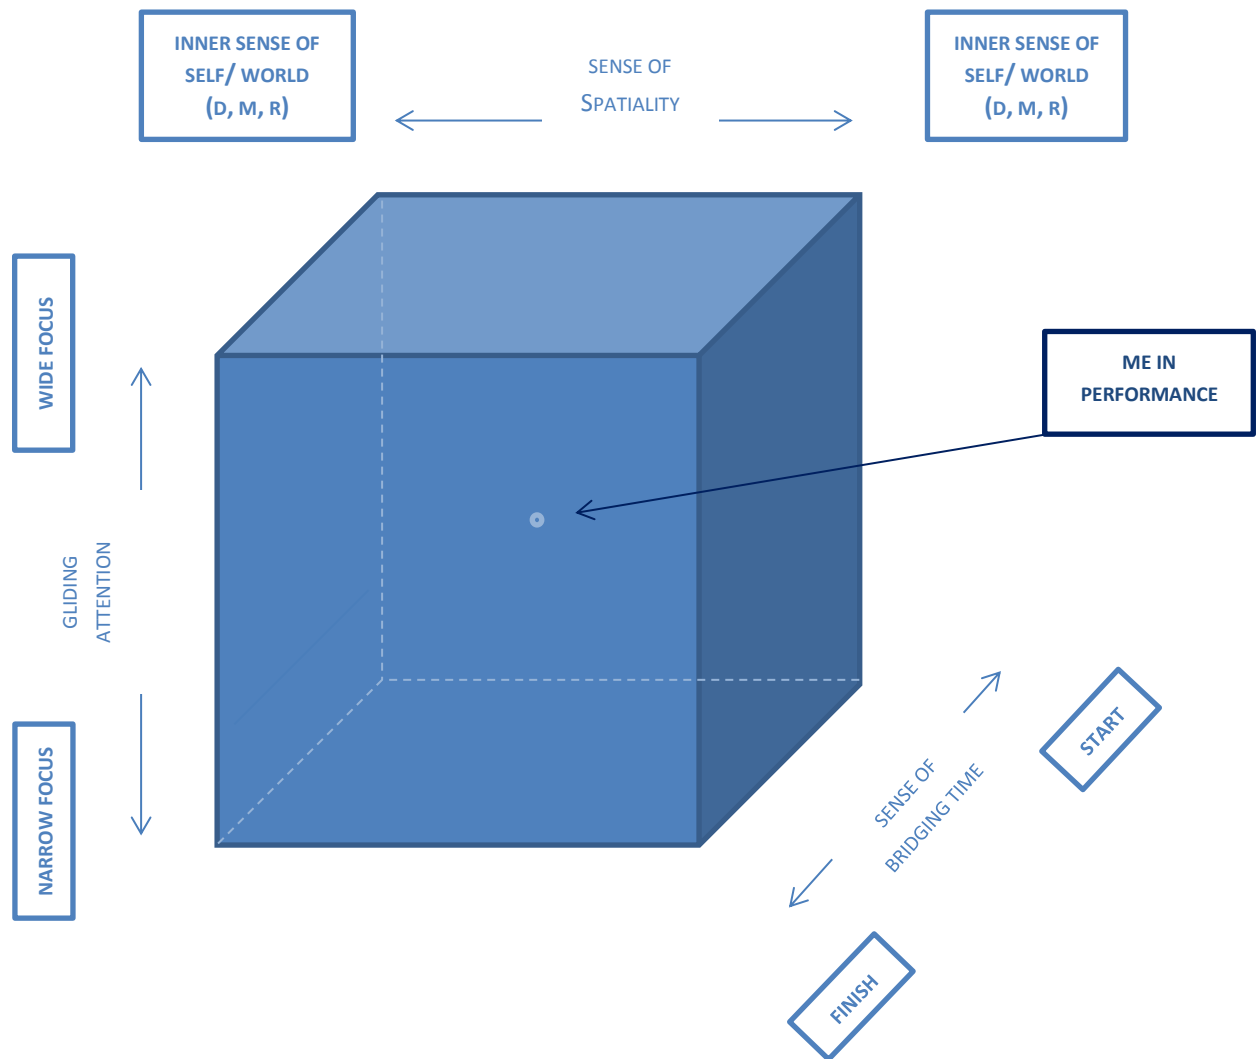 INNER SENSE OF
SELF/ WORLD
(D, M, R)
SENSE OF
SPATIALITY
INNER SENSE OF
SELF/ WORLD
(D, M, R)
WIDE FOCUS
GLIDING
ATTENTION
NARROW FOCUS
ME IN
PERFORMANCE
START
SENSE OF
BRIDGING TIME
FINISH